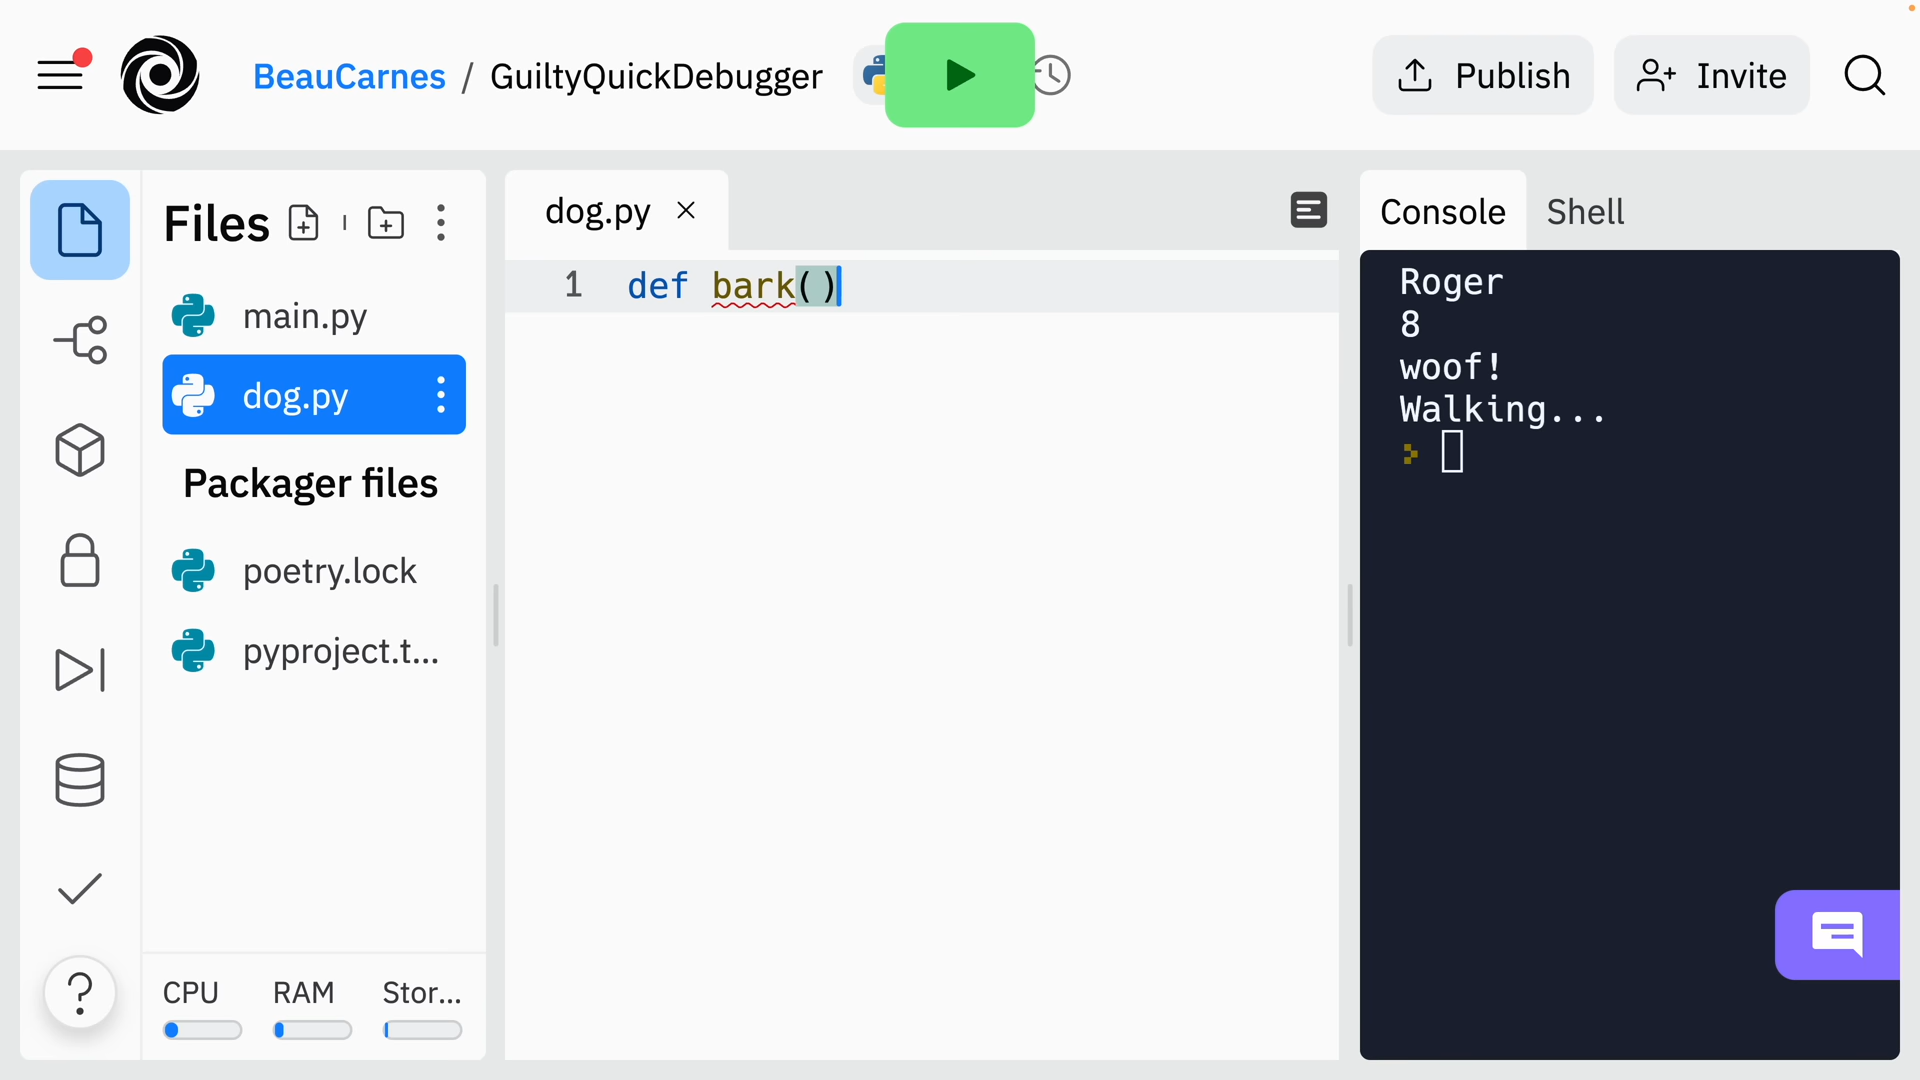 BeauCarnes / GuiltyQuickDebugger
Publish
Invite
Files
main.py
dog.py
Packager files
poetry.lock
pyproject.t...
CPU RAM Stor...
?
dog.py ×
1 def bark()
Console Shell
Roger
8
woof!
Walking...
>